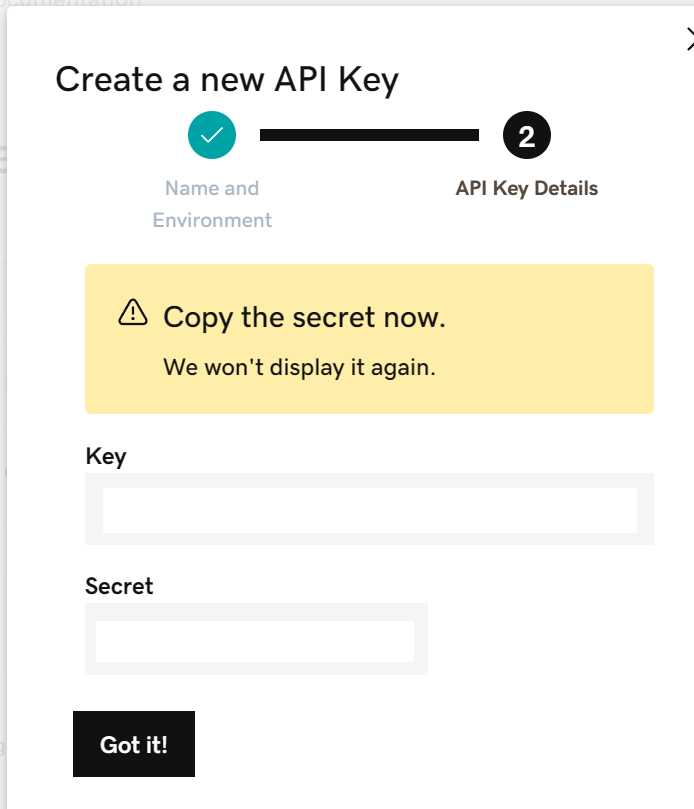 Create a new API Key
2
Name and
Environment
API Key Details
Copy the secret now.
We won't display it again.
Key
Secret
Got it!